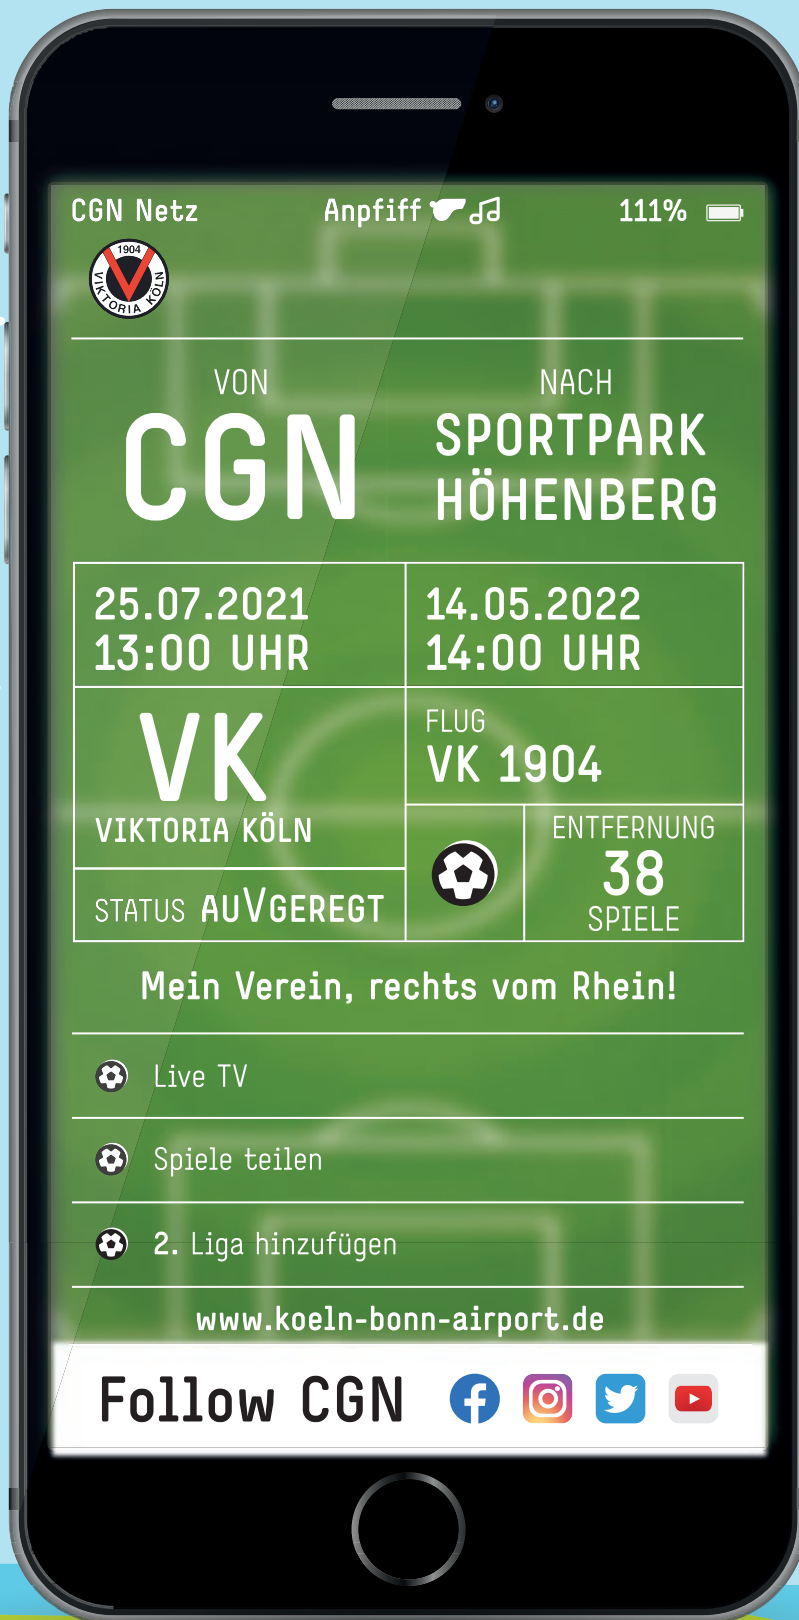 CGN Netz Anpfiff 111%
1904
VIKTORIA KÖLN
VON
CGN
NACH
SPORTPARK
HÖHENBERG
25.07.2021
13:00 UHR
14.05.2022
14:00 UHR
VK
VIKTORIA KÖLN
FLUG
VK 1904
STATUS AUVGEREGT
ENTFERNUNG
38
SPIELE
Mein Verein, rechts vom Rhein!
Live TV
Spiele teilen
2. Liga hinzufügen
www.koeln-bonn-airport.de
Follow CGN